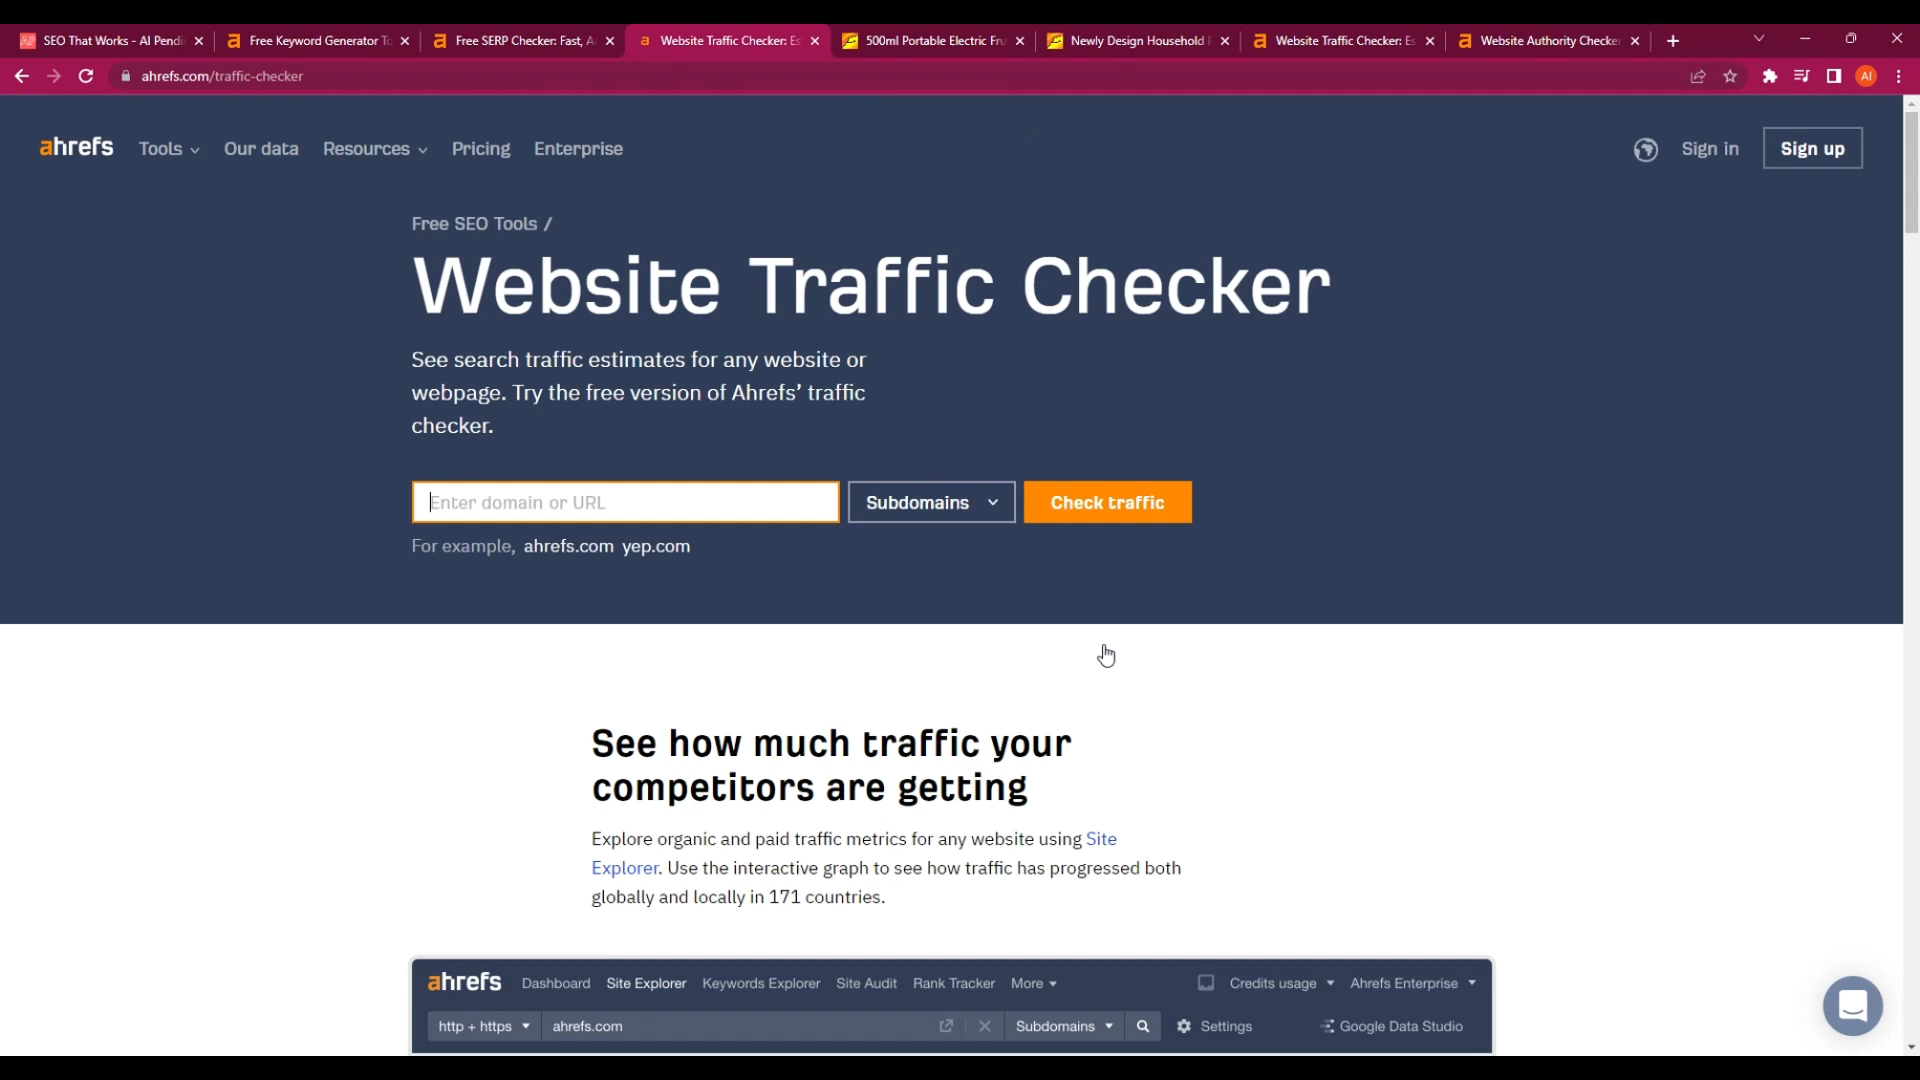 SEO That Works - AI Pendi
Free Keyword Generator To
Free SERP Checker: Fast, A
Website Traffic Checker: Es
500ml Portable Electric Fru
Newly Design Household F
Website Traffic Checker: Es
Website Authority Checker
ahrefs.com/traffic-checker
AI
ahrefs
Tools
Our data
Resources
Pricing
Enterprise
Sign in
Sign up
Free SEO Tools /
Website Traffic Checker
See search traffic estimates for any website or
webpage. Try the free version of Ahrefs’ traffic
checker.
Enter domain or URL
Subdomains
Check traffic
For example, ahrefs.com yep.com
See how much traffic your
competitors are getting
Explore organic and paid traffic metrics for any website using Site
Explorer. Use the interactive graph to see how traffic has progressed both
globally and locally in 171 countries.
ahrefs
Dashboard
Site Explorer
Keywords Explorer
Site Audit
Rank Tracker
More
Credits usage
Ahrefs Enterprise
http + https
ahrefs.com
Subdomains
Settings
Google Data Studio